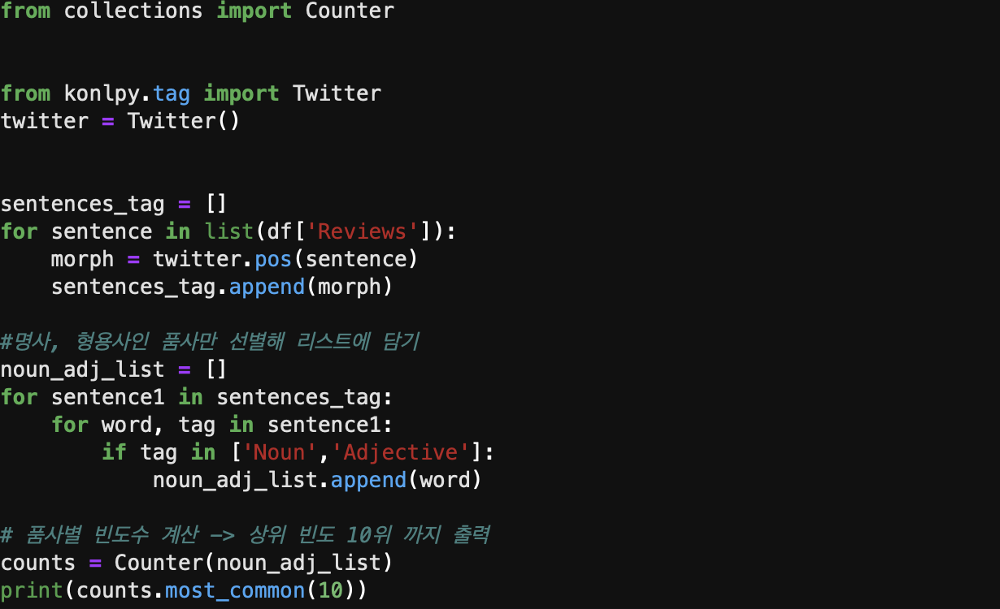 from collections import Counter
from konlpy.tag import Twitter
twitter = Twitter()
sentences_tag = []
for sentence in list(df['Reviews']):
    morph = twitter.pos(sentence)
    sentences_tag.append(morph)
#명사, 형용사인 품사만 선별해 리스트에 담기
noun_adj_list = []
for sentence1 in sentences_tag:
    for word, tag in sentence1:
        if tag in ['Noun','Adjective']:
            noun_adj_list.append(word)
# 품사별 빈도수 계산 -> 상위 빈도 10위 까지 출력
counts = Counter(noun_adj_list)
print(counts.most_common(10))